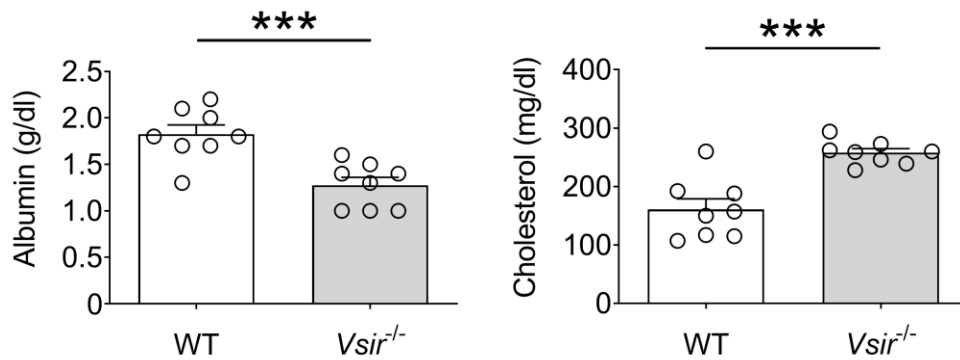 ***
Albumin (g/dl)
2.5
2.0
1.5
1.0
0.5
0
WT
Vsir-/-
***
Cholesterol (mg/dl)
400
300
200
100
0
WT
Vsir-/-